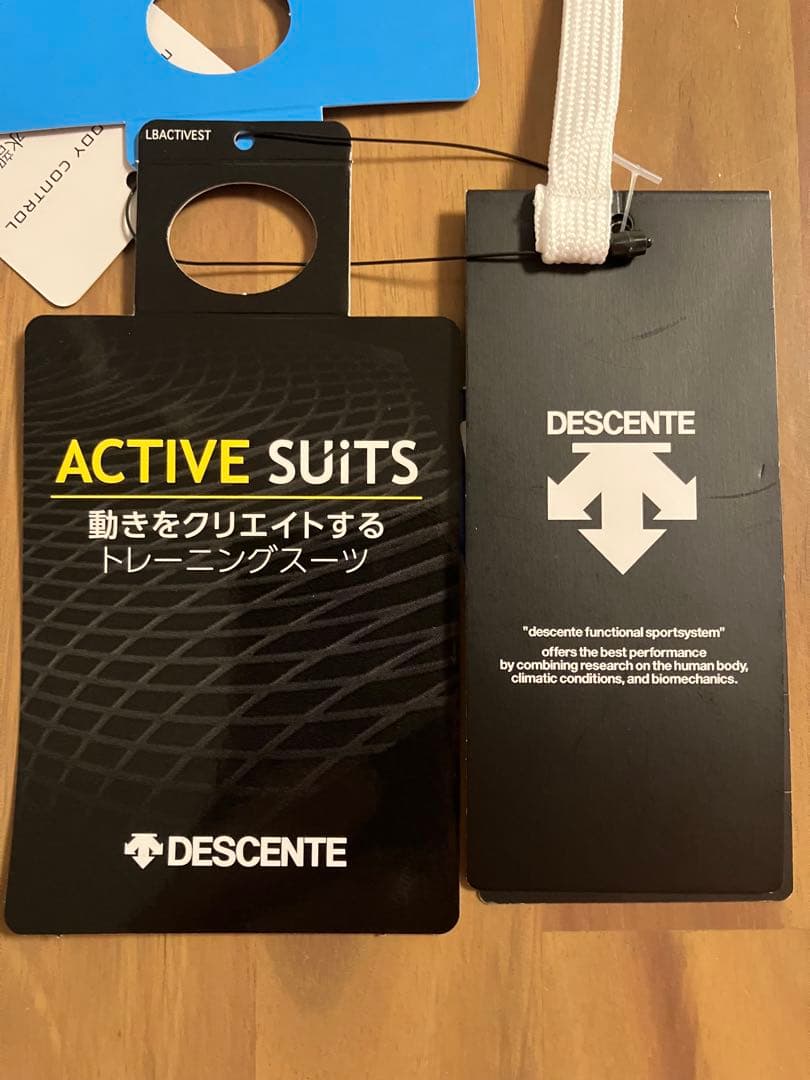 LBACTIVEST
BODY CONTROL
ACTIVE SUiTS
動きをクリエイトする
トレーニングスーツ
DESCENTE
DESCENTE
"descente functional sportsystem"
offers the best performance
by combining research on the human body,
climatic conditions, and biomechanics.